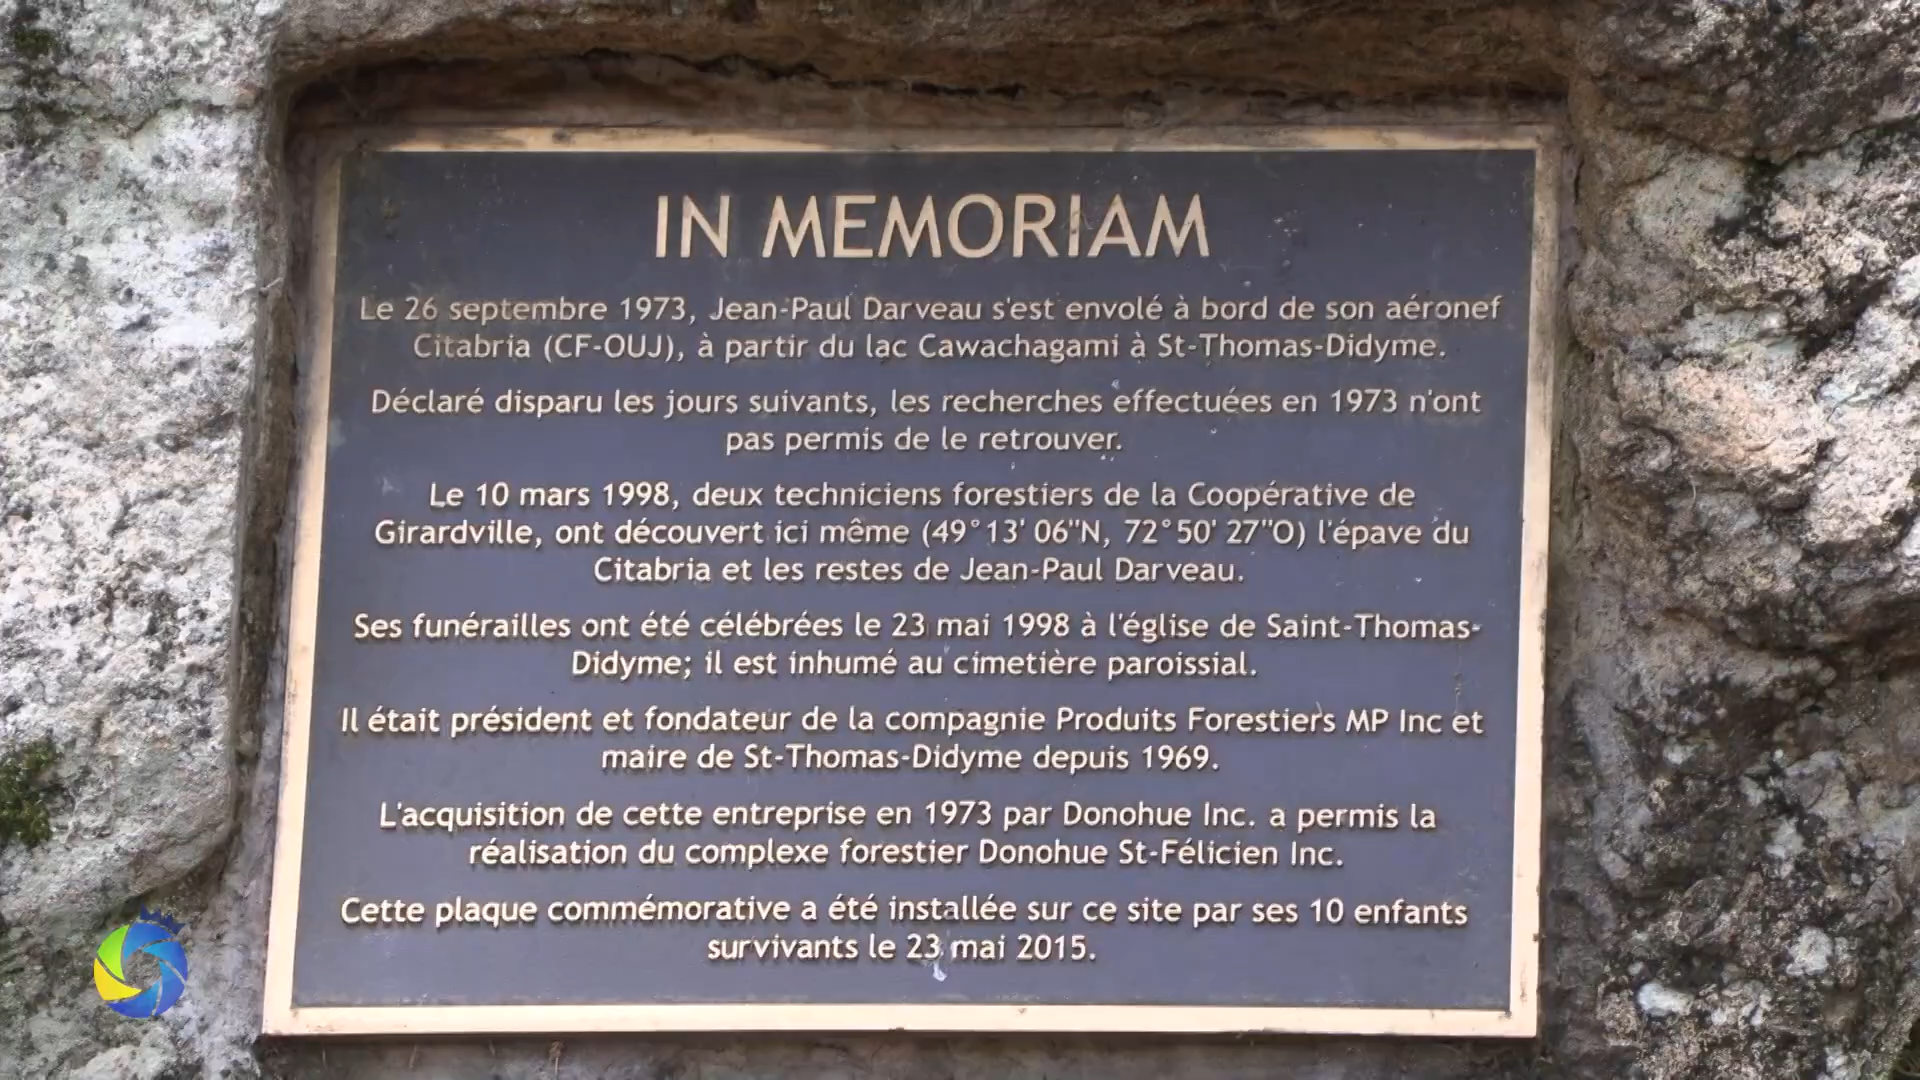 IN MEMORIAM
Le 26 septembre 1973, Jean-Paul Darveau s'est envolé à bord de son aéronef
Citabria (CF-OUJ), à partir du lac Cawachagami à St-Thomas-Didyme.
Déclaré disparu les jours suivants, les recherches effectuées en 1973 n'ont
pas permis de le retrouver.
Le 10 mars 1998, deux techniciens forestiers de la Coopérative de
Girardville, ont découvert ici même (49°13' 06"N, 72°50' 27"O) l'épave du
Citabria et les restes de Jean-Paul Darveau.
Ses funérailles ont été célébrées le 23 mai 1998 à l'église de Saint-Thomas-
Didyme; il est inhumé au cimetière paroissial.
Il était président et fondateur de la compagnie Produits Forestiers MP Inc et
maire de St-Thomas-Didyme depuis 1969.
L'acquisition de cette entreprise en 1973 par Donohue Inc. a permis la
réalisation du complexe forestier Donohue St-Félicien Inc.
Cette plaque commémorative a été installée sur ce site par ses 10 enfants
survivants le 23 mai 2015.